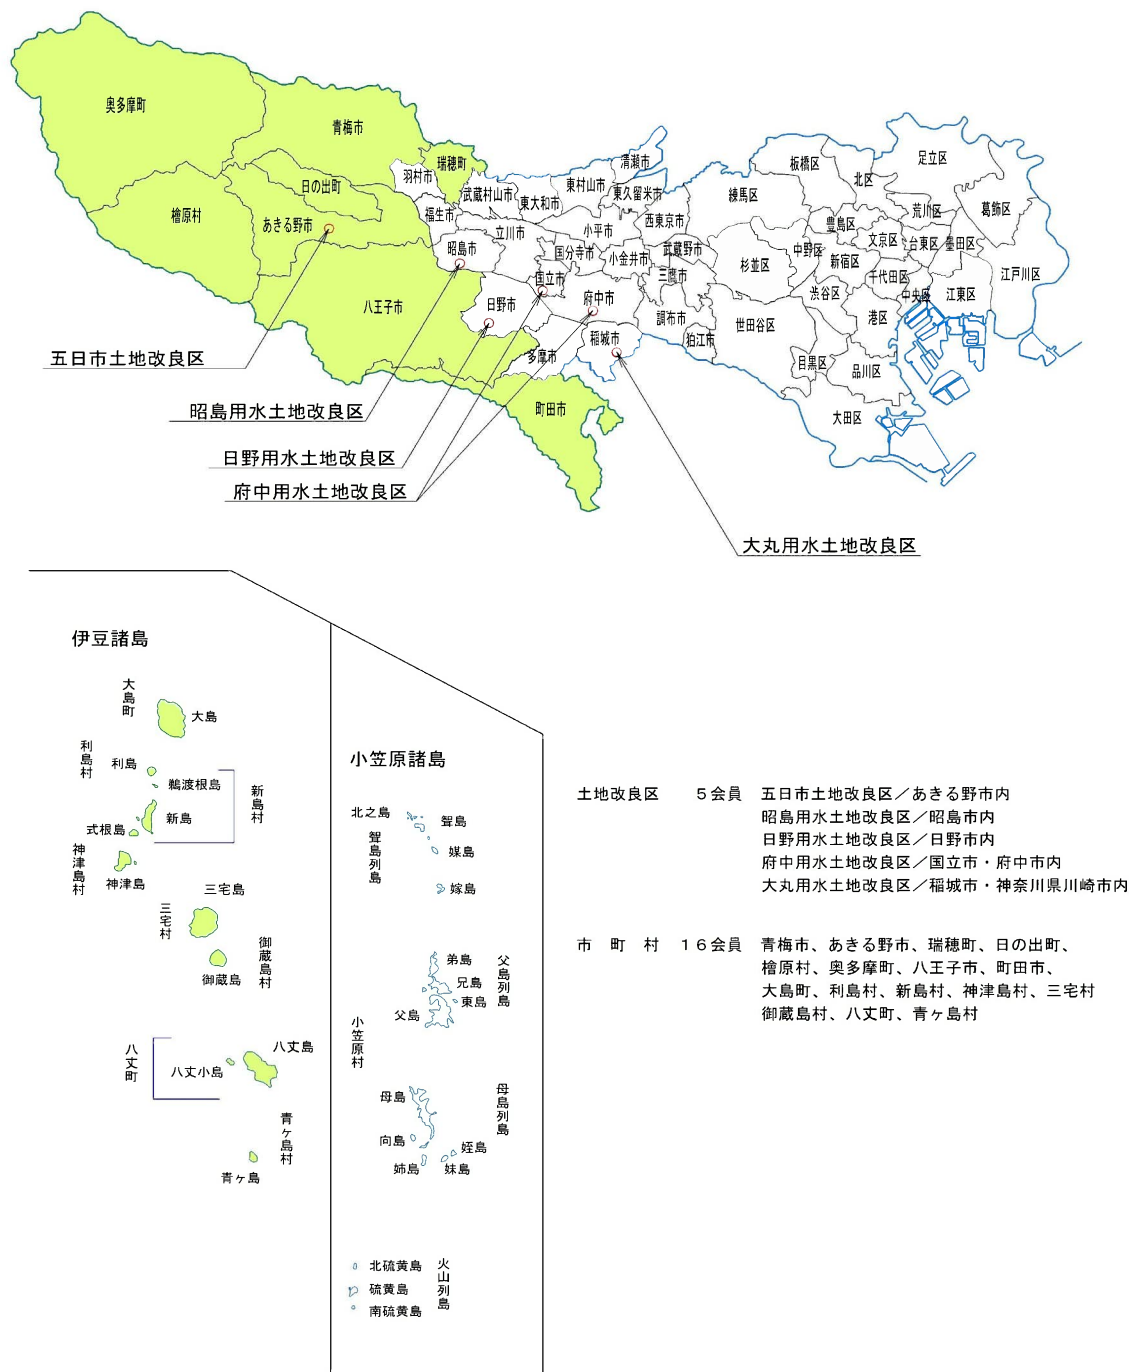 奥多摩町
青梅市
瑞穂町
羽村市
日の出町
檜原村
あきる野市
福生市
武蔵村山市
東大和市
東村山市
清瀬市
東久留米市
立川市
小平市
西東京市
昭島市
国分寺市
小金井市
武蔵野市
三鷹市
国立市
八王子市
日野市
府中市
調布市
狛江市
稲城市
多摩市
町田市
練馬区
板橋区
北区
足立区
葛飾区
荒川区
豊島区
文京区
台東区
墨田区
中野区
杉並区
新宿区
千代田区
江戸川区
渋谷区
中央区
江東区
港区
世田谷区
目黒区
品川区
大田区
五日市土地改良区
昭島用水土地改良区
日野用水土地改良区
府中用水土地改良区
大丸用水土地改良区
伊豆諸島
大島町
大島
利島村
利島
鵜渡根島
新島村
新島
式根島
神津島村
神津島
三宅島
三宅村
御蔵島村
御蔵島
八丈町
八丈島
八丈小島
青ヶ島村
青ヶ島
小笠原諸島
北之島
聟島
聟島列島
媒島
嫁島
弟島
父島列島
兄島
東島
父島
小笠原村
母島
母島列島
向島
姪島
姉島
妹島
北硫黄島
火山列島
硫黄島
南硫黄島
土地改良区 5会員 五日市土地改良区／あきる野市内
昭島用水土地改良区／昭島市内
日野用水土地改良区／日野市内
府中用水土地改良区／国立市・府中市内
大丸用水土地改良区／稲城市・神奈川県川崎市内
市 町 村 16会員 青梅市、あきる野市、瑞穂町、日の出町、
檜原村、奥多摩町、八王子市、町田市、
大島町、利島村、新島村、神津島村、三宅村
御蔵島村、八丈町、青ヶ島村